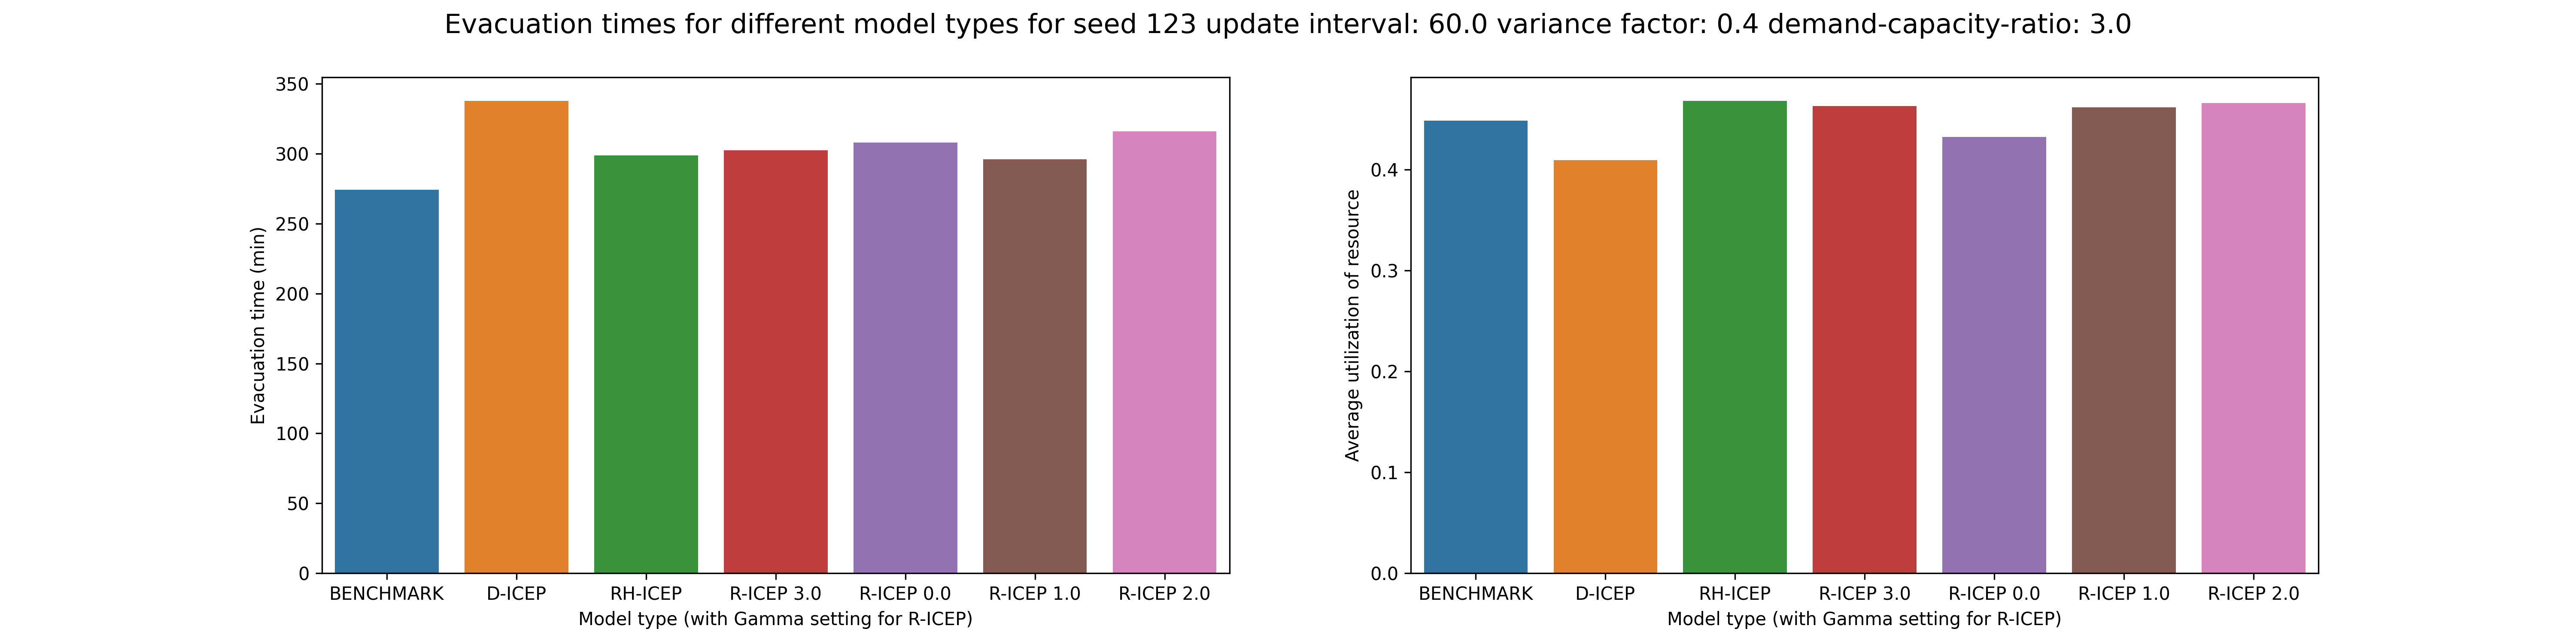 Evacuation times for different model types for seed 123 update interval: 60.0 variance factor: 0.4 demand-capacity-ratio: 3.0
Evacuation time (min)
350
300
250
200
150
100
50
0
BENCHMARK D-ICEP RH-ICEP R-ICEP 3.0 R-ICEP 0.0 R-ICEP 1.0 R-ICEP 2.0
Model type (with Gamma setting for R-ICEP)
Average utilization of resource
0.4
0.3
0.2
0.1
0.0
BENCHMARK D-ICEP RH-ICEP R-ICEP 3.0 R-ICEP 0.0 R-ICEP 1.0 R-ICEP 2.0
Model type (with Gamma setting for R-ICEP)